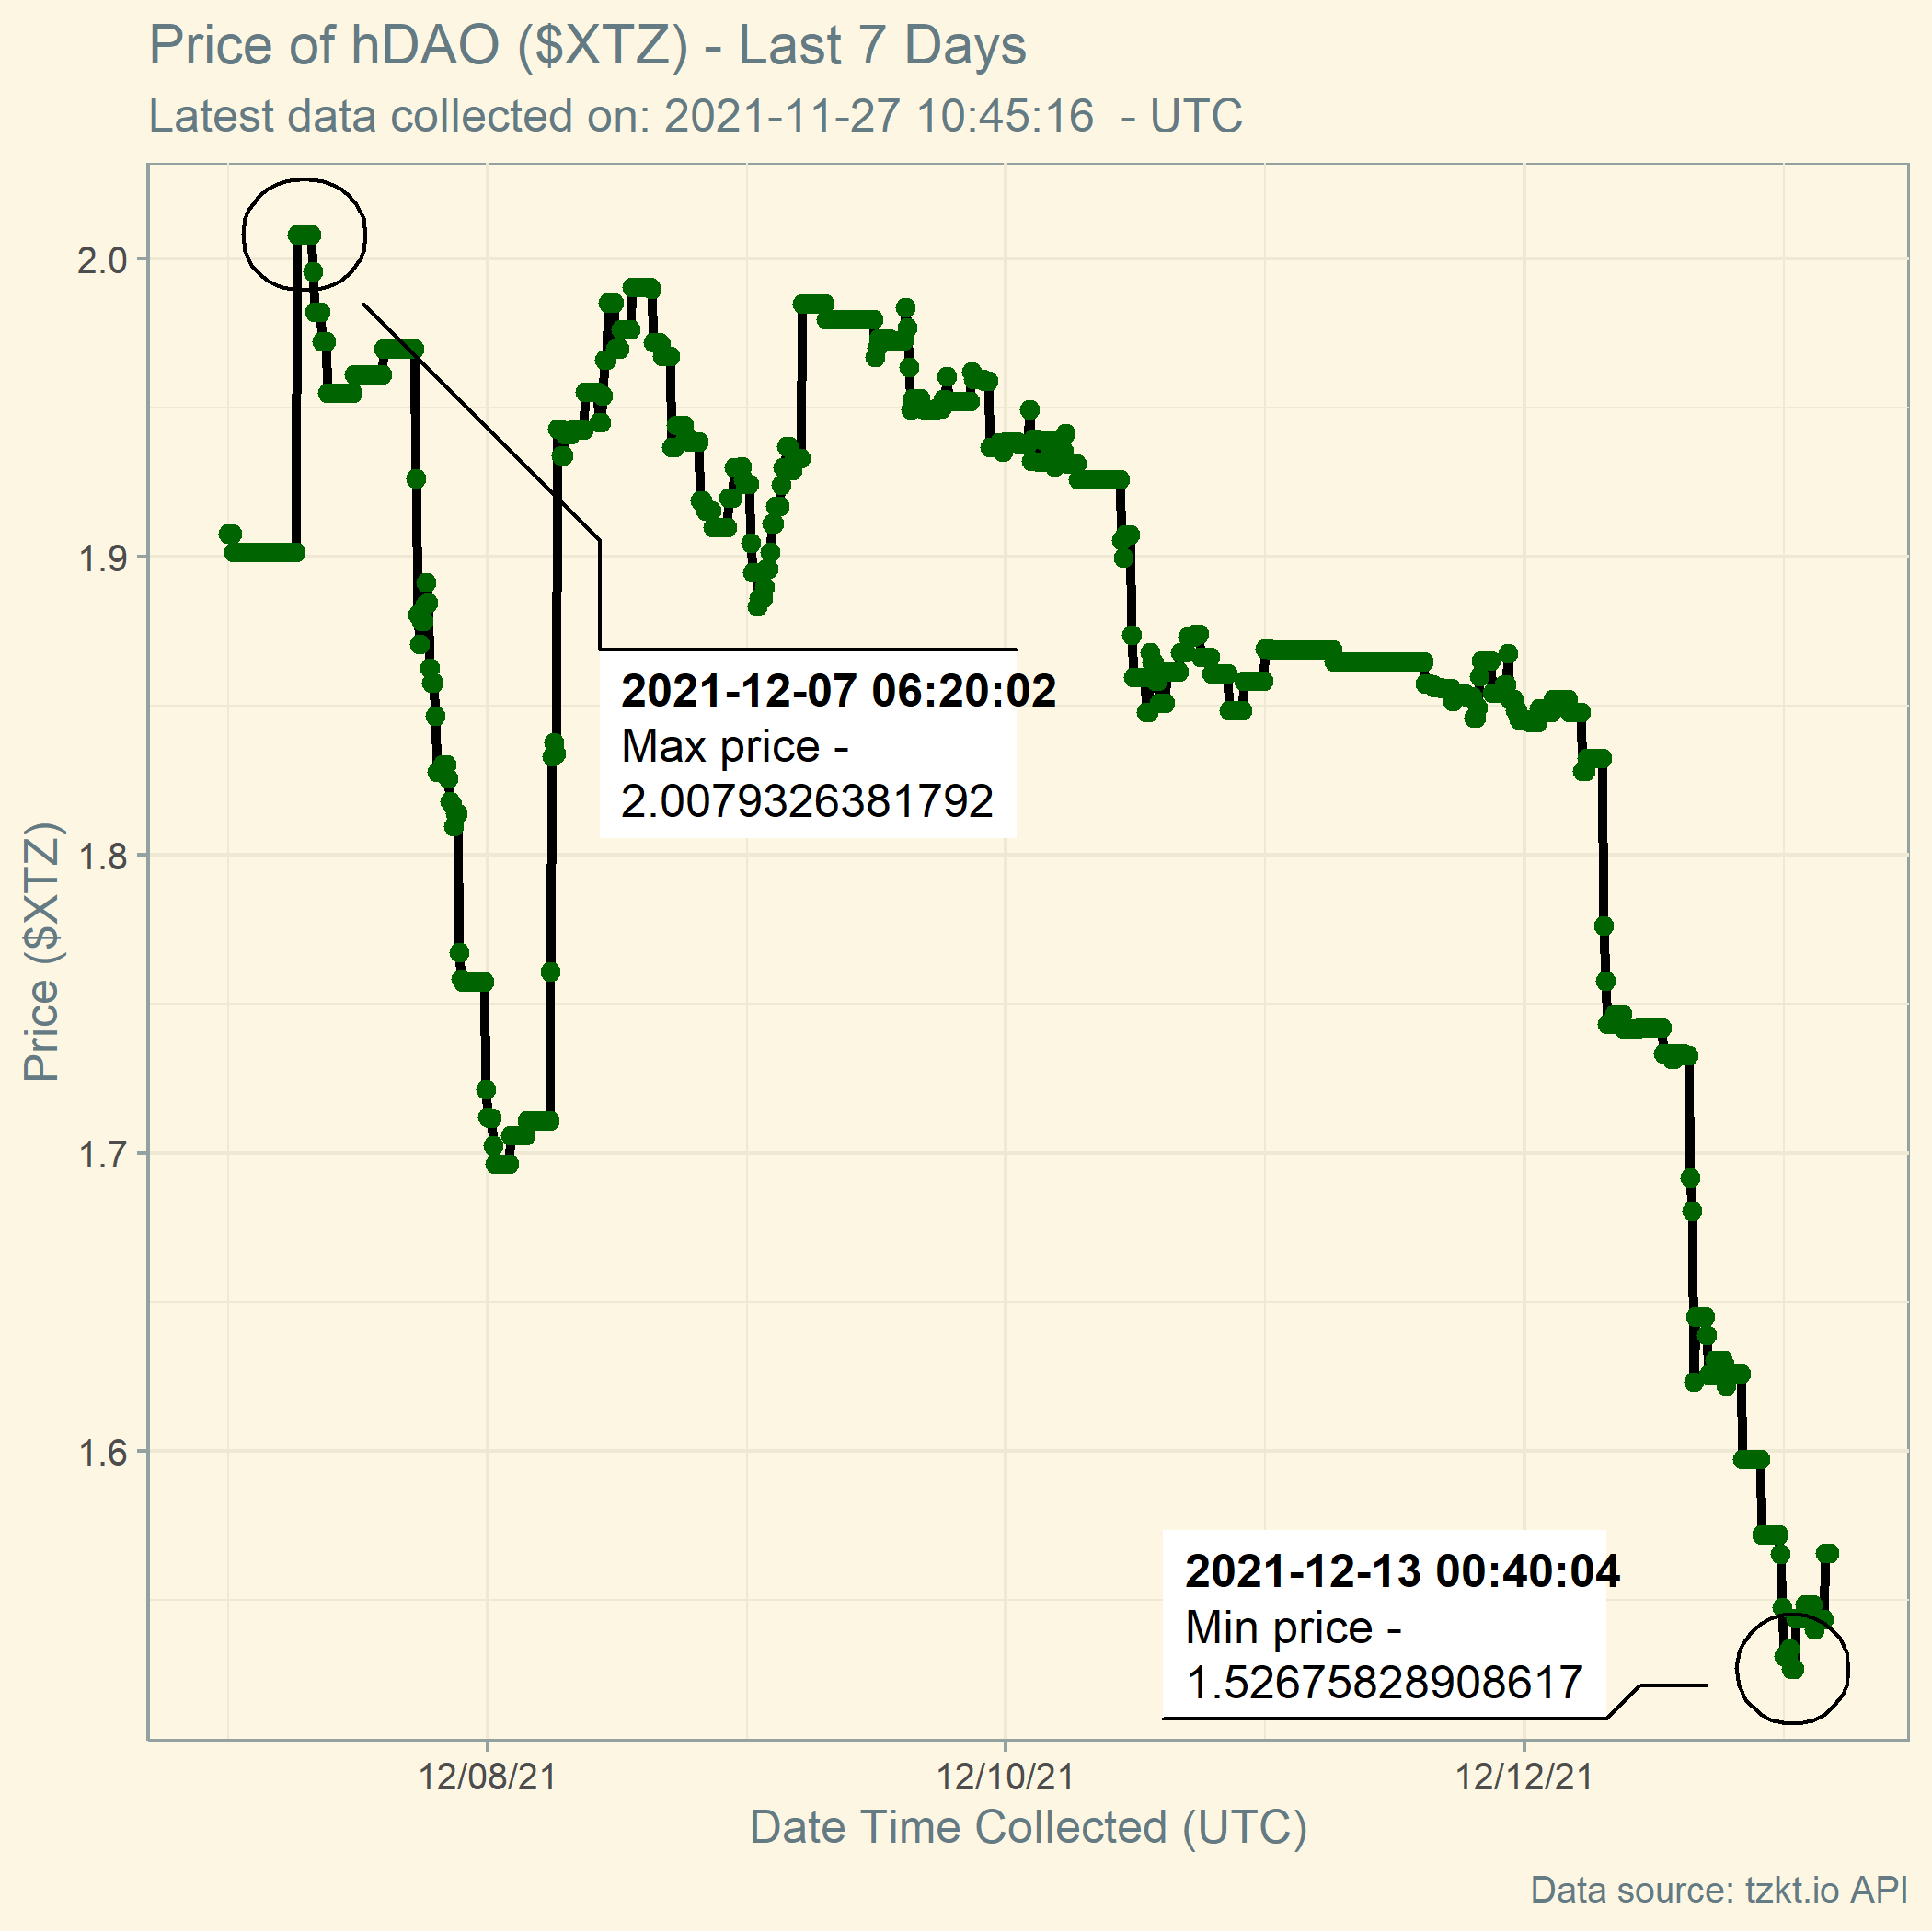 Price of hDAO ($XTZ) - Last 7 Days
Latest data collected on: 2021-11-27 10:45:16  - UTC
Price ($XTZ)
2.0
1.9
1.8
1.7
1.6
2021-12-07 06:20:02
Max price -
2.00793263817​92
2021-12-13 00:40:04
Min price -
1.52675828908617
12/08/21
12/10/21
12/12/21
Date Time Collected (UTC)
Data source: tzkt.io API